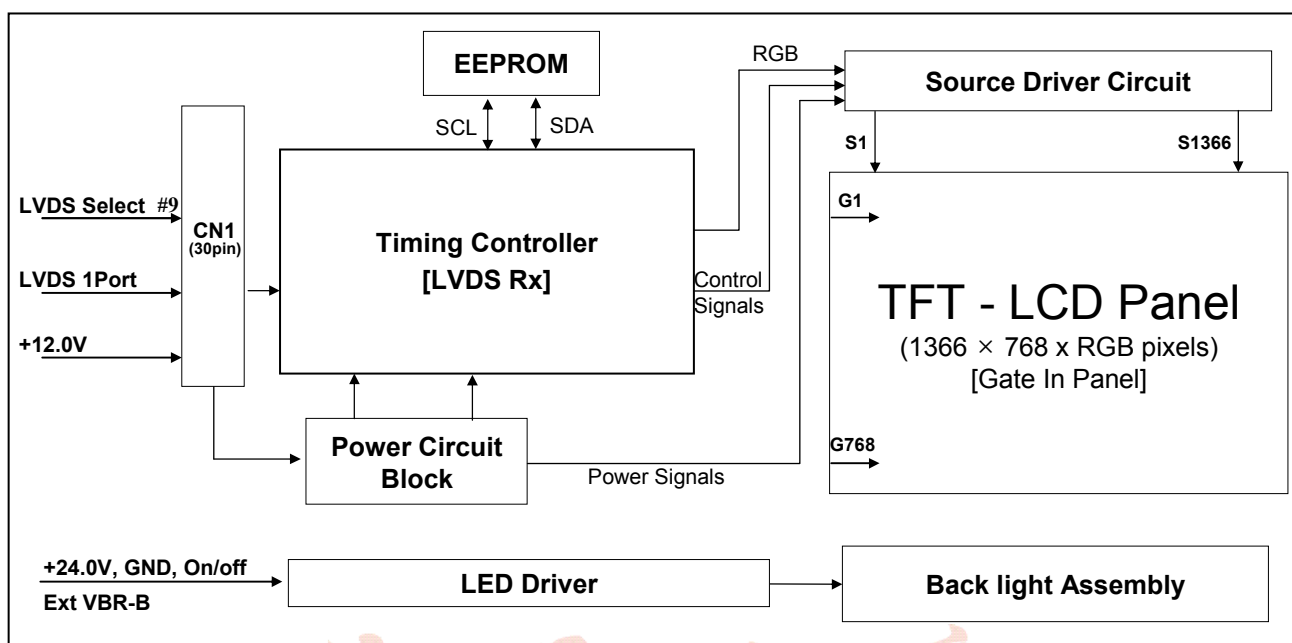 EEPROM
SCL
SDA
RGB
Source Driver Circuit
S1
S1366
LVDS Select #9
LVDS 1Port
+12.0V
CN1
(30pin)
Timing Controller
[LVDS Rx]
Control
Signals
G1
TFT - LCD Panel
(1366 × 768 x RGB pixels)
[Gate In Panel]
G768
Power Circuit
Block
Power Signals
+24.0V, GND, On/off
Ext VBR-B
LED Driver
Back light Assembly